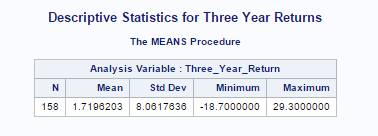 Descriptive Statistics for Three Year Returns
The MEANS Procedure
Analysis Variable : Three_Year_Return
N Mean Std Dev Minimum Maximum
158 1.7196203 8.0617636 -18.7000000 29.3000000